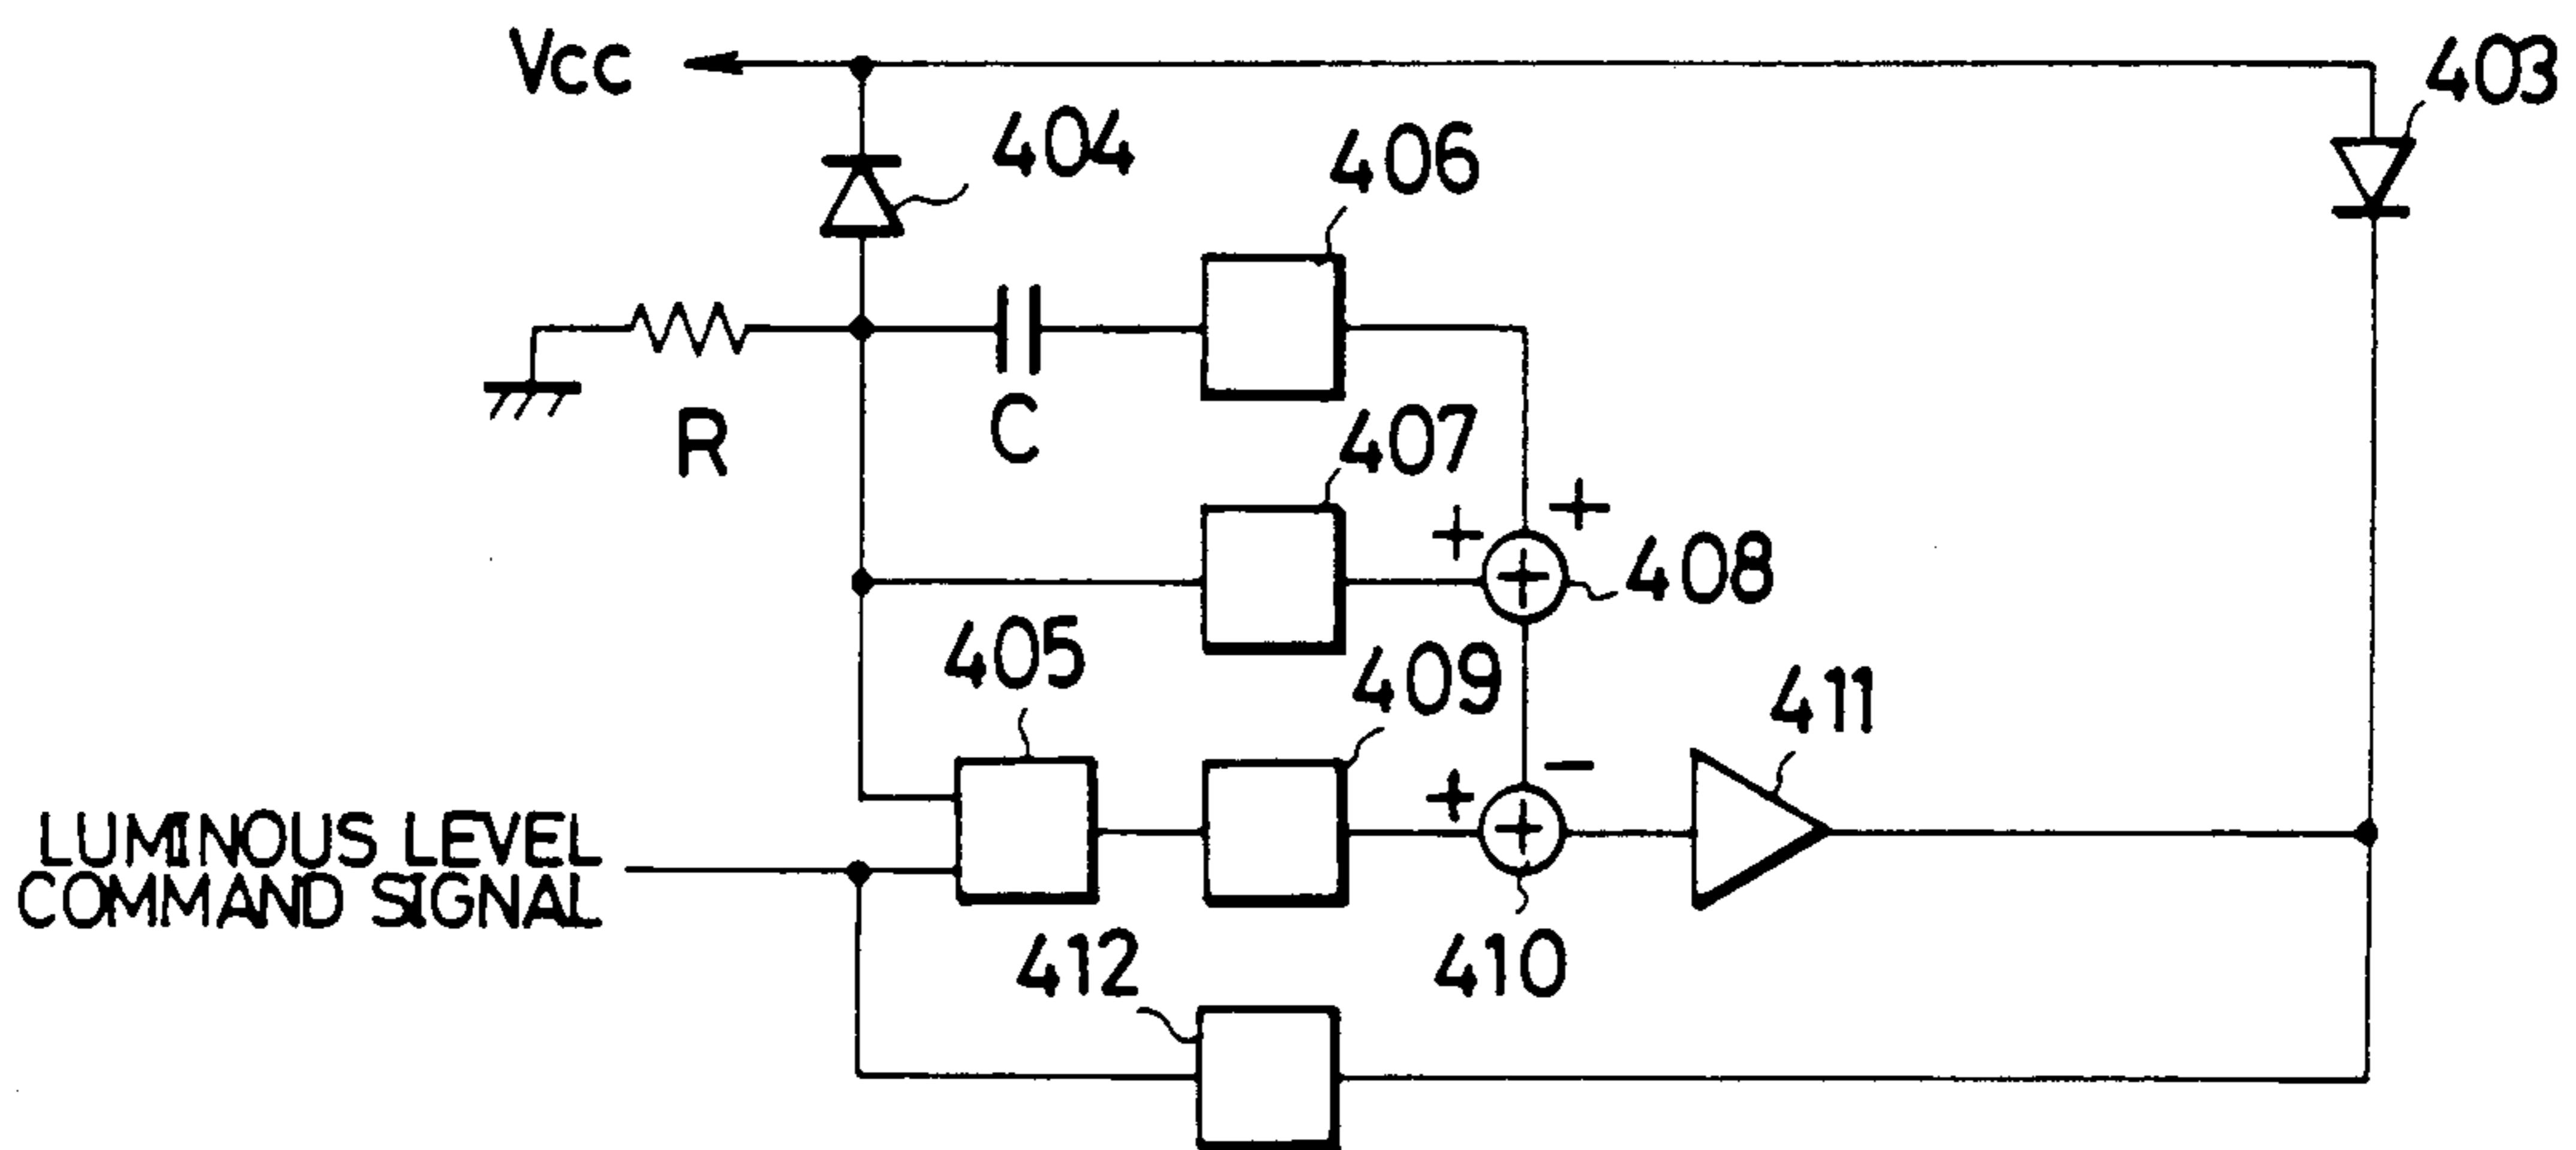 Vcc
403
404
406
R
C
407
+
+
408
405
409
411
+
−
LUMINOUS LEVEL
COMMAND SIGNAL
412
410